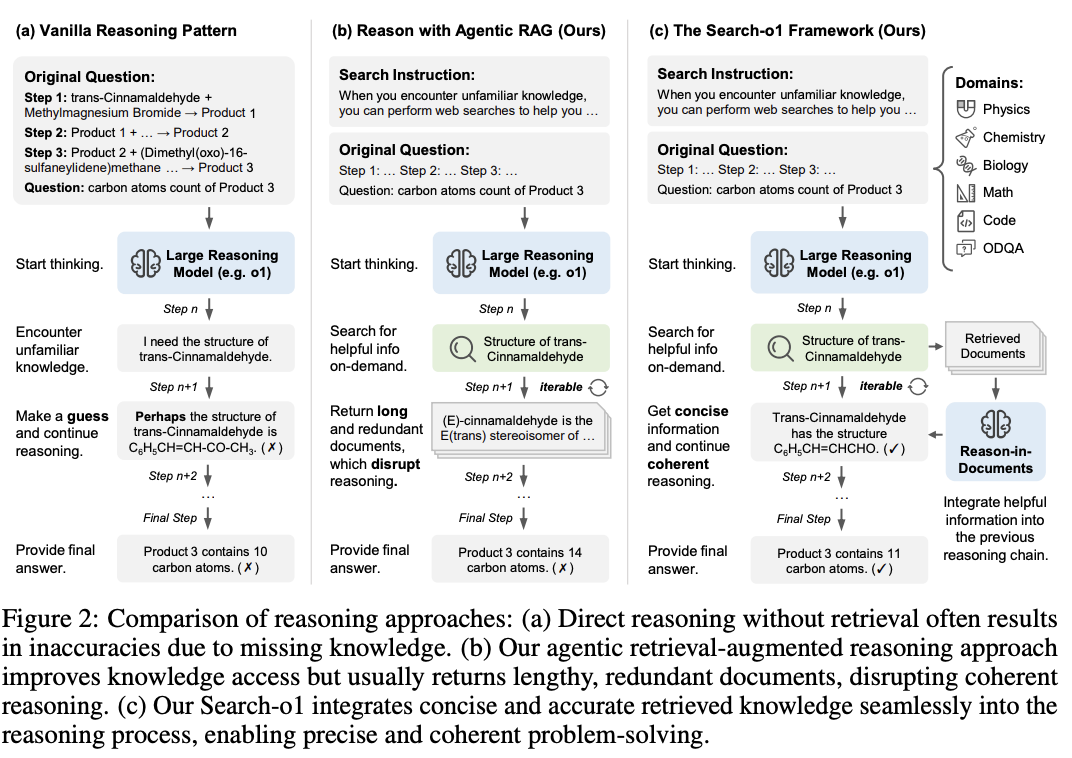 (a) Vanilla Reasoning Pattern
Original Question:
Step 1: trans-Cinnamaldehyde +
Methylmagnesium Bromide → Product 1
Step 2: Product 1 + … → Product 2
Step 3: Product 2 + (Dimethyl(oxo)-16-
sulfaneylidene)methane … → Product 3
Question: carbon atoms count of Product 3
Start thinking.
Large Reasoning
Model (e.g. o1)
Step n
Encounter
unfamiliar
knowledge.
I need the structure of
trans-Cinnamaldehyde.
Step n+1
Make a guess
and continue
reasoning.
Perhaps the structure of
trans-Cinnamaldehyde is
C₆H₅CH=CH-CO-CH₃. (✗)
Step n+2
…
Final Step
Provide final
answer.
Product 3 contains 10
carbon atoms. (✗)
(b) Reason with Agentic RAG (Ours)
Search Instruction:
When you encounter unfamiliar knowledge,
you can perform web searches to help you …
Original Question:
Step 1: … Step 2: … Step 3: …
Question: carbon atoms count of Product 3
Start thinking.
Large Reasoning
Model (e.g. o1)
Step n
Search for
helpful info
on-demand.
Structure of trans-
Cinnamaldehyde
Step n+1 iterable
Return long
and redundant
documents,
which disrupt
reasoning.
(E)-cinnamaldehyde is the
E(trans) stereoisomer of …
Step n+2
…
Final Step
Provide final
answer.
Product 3 contains 14
carbon atoms. (✗)
(c) The Search-o1 Framework (Ours)
Search Instruction:
When you encounter unfamiliar knowledge,
you can perform web searches to help you …
Original Question:
Step 1: … Step 2: … Step 3: …
Question: carbon atoms count of Product 3
Domains:
Physics
Chemistry
Biology
Math
Code
ODQA
Start thinking.
Large Reasoning
Model (e.g. o1)
Step n
Search for
helpful info
on-demand.
Structure of trans-
Cinnamaldehyde
Retrieved
Documents
Step n+1 iterable
Get concise
information
and continue
coherent
reasoning.
Trans-Cinnamaldehyde
has the structure
C₆H₅CH=CHCHO. (✓)
Reason-in-
Documents
Integrate helpful
information into
the previous
reasoning chain.
Step n+2
…
Final Step
Provide final
answer.
Product 3 contains 11
carbon atoms. (✓)
Figure 2: Comparison of reasoning approaches: (a) Direct reasoning without retrieval often results
in inaccuracies due to missing knowledge. (b) Our agentic retrieval-augmented reasoning approach
improves knowledge access but usually returns lengthy, redundant documents, disrupting coherent
reasoning. (c) Our Search-o1 integrates concise and accurate retrieved knowledge seamlessly into the
reasoning process, enabling precise and coherent problem-solving.